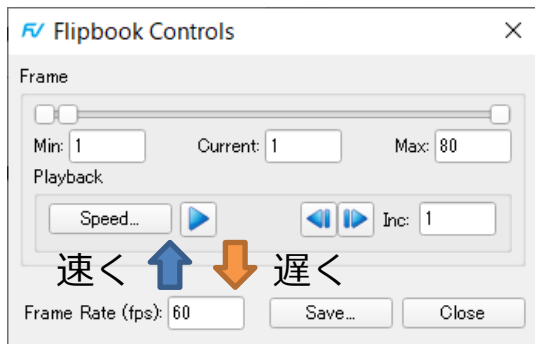 FV Flipbook Controls
Frame
Min: 1 Current: 1 Max: 80
Playback
Speed... Inc: 1
速く 遅く
Frame Rate (fps): 60 Save... Close